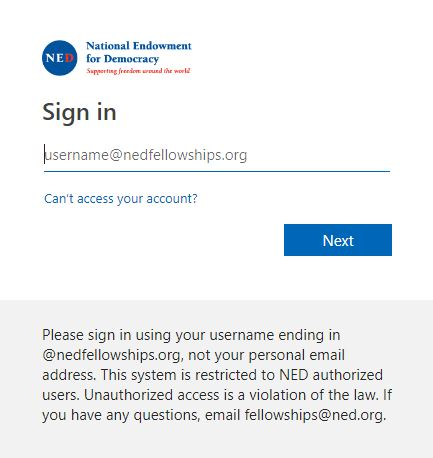 NED
National Endowment
for Democracy
Supporting freedom around the world
Sign in
username@nedfellowships.org
Can't access your account?
Next
Please sign in using your username ending in
@nedfellowships.org, not your personal email
address. This system is restricted to NED authorized
users. Unauthorized access is a violation of the law. If
you have any questions, email fellowships@ned.org.